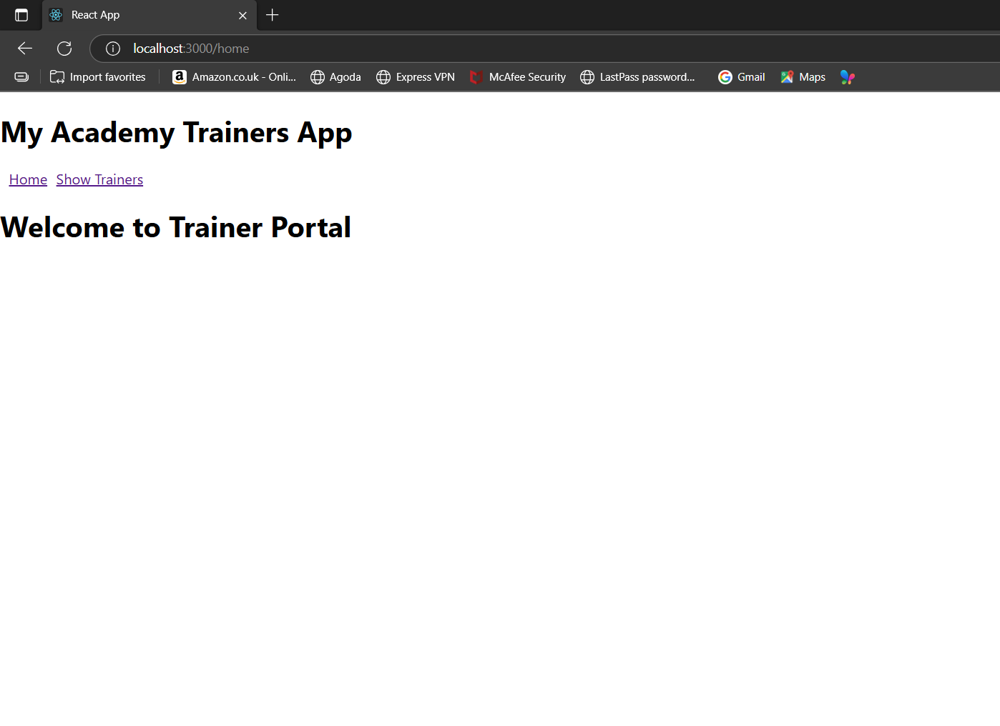 React App
localhost:3000/home
Import favorites Amazon.co.uk - Onli... Agoda Express VPN McAfee Security LastPass password... Gmail Maps
My Academy Trainers App
Home Show Trainers
Welcome to Trainer Portal